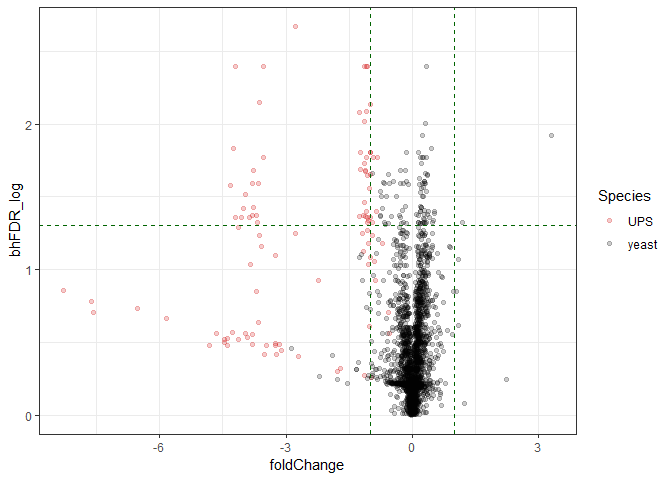 2
1
0
bhFDR_log
-6
-3
0
3
foldChange
Species
UPS
yeast